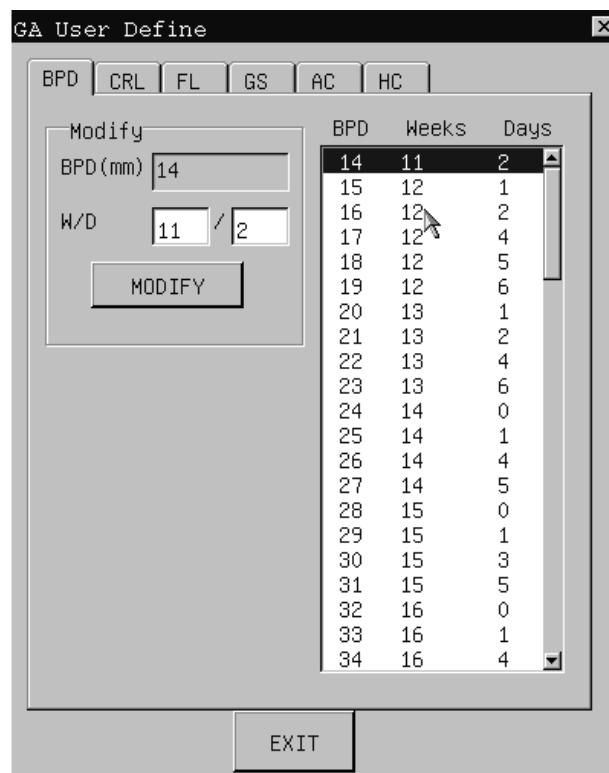 GA User Define
BPD CRL FL GS AC HC
Modify
BPD(mm) 14
W/D 11 / 2
MODIFY
BPD Weeks Days
14 11 2
15 12 1
16 12 2
17 12 4
18 12 5
19 12 6
20 13 1
21 13 2
22 13 4
23 13 6
24 14 0
25 14 1
26 14 4
27 14 5
28 15 0
29 15 1
30 15 3
31 15 5
32 16 0
33 16 1
34 16 4
EXIT